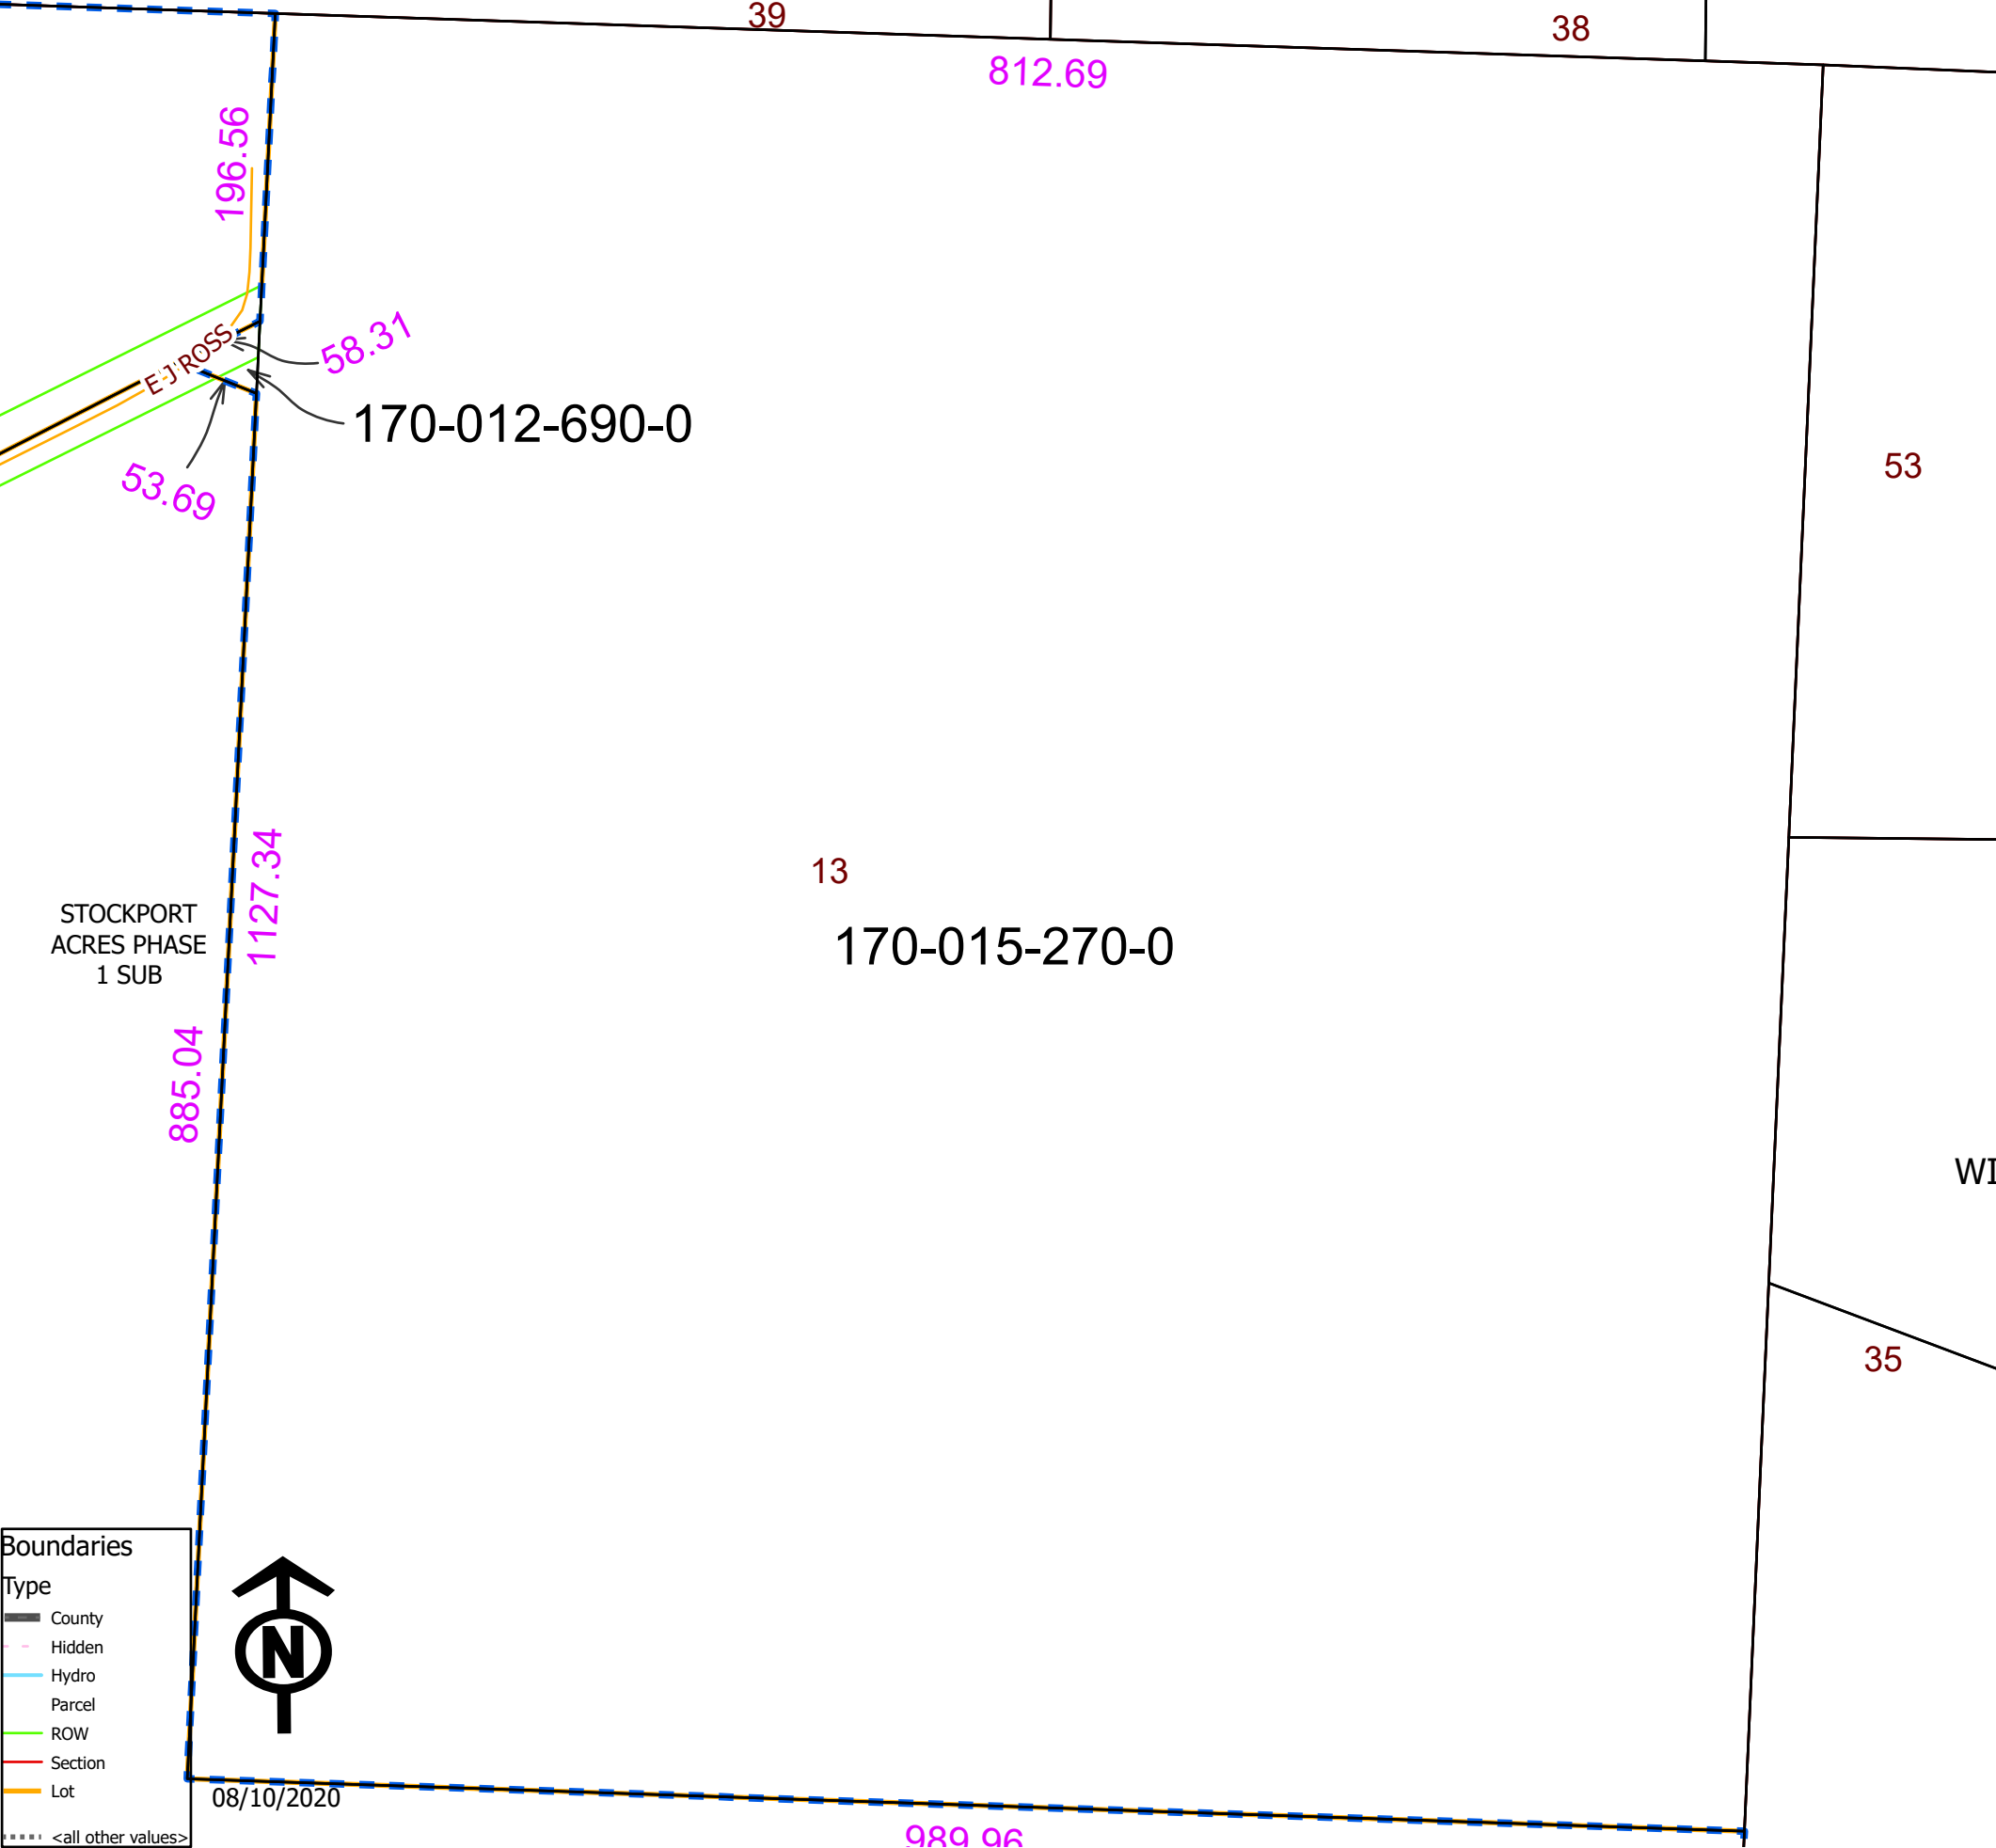 39
38
812.69
196.56
58.31
E J ROSS
170-012-690-0
53.69
53
13
170-015-270-0
1127.34
STOCKPORT
ACRES PHASE
1 SUB
885.04
WI
35
Boundaries
Type
County
Hidden
Hydro
Parcel
ROW
Section
Lot
<all other values>
N
08/10/2020
989.96